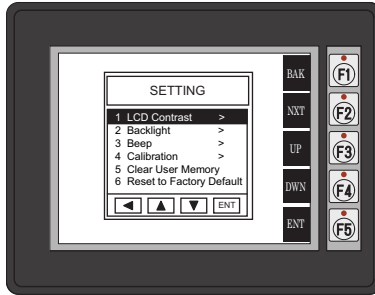 SETTING
1 LCD Contrast >
2 Backlight >
3 Beep >
4 Calibration >
5 Clear User Memory
6 Reset to Factory Default
ENT
BAK
NXT
UP
DWN
ENT
F1
F2
F3
F4
F5